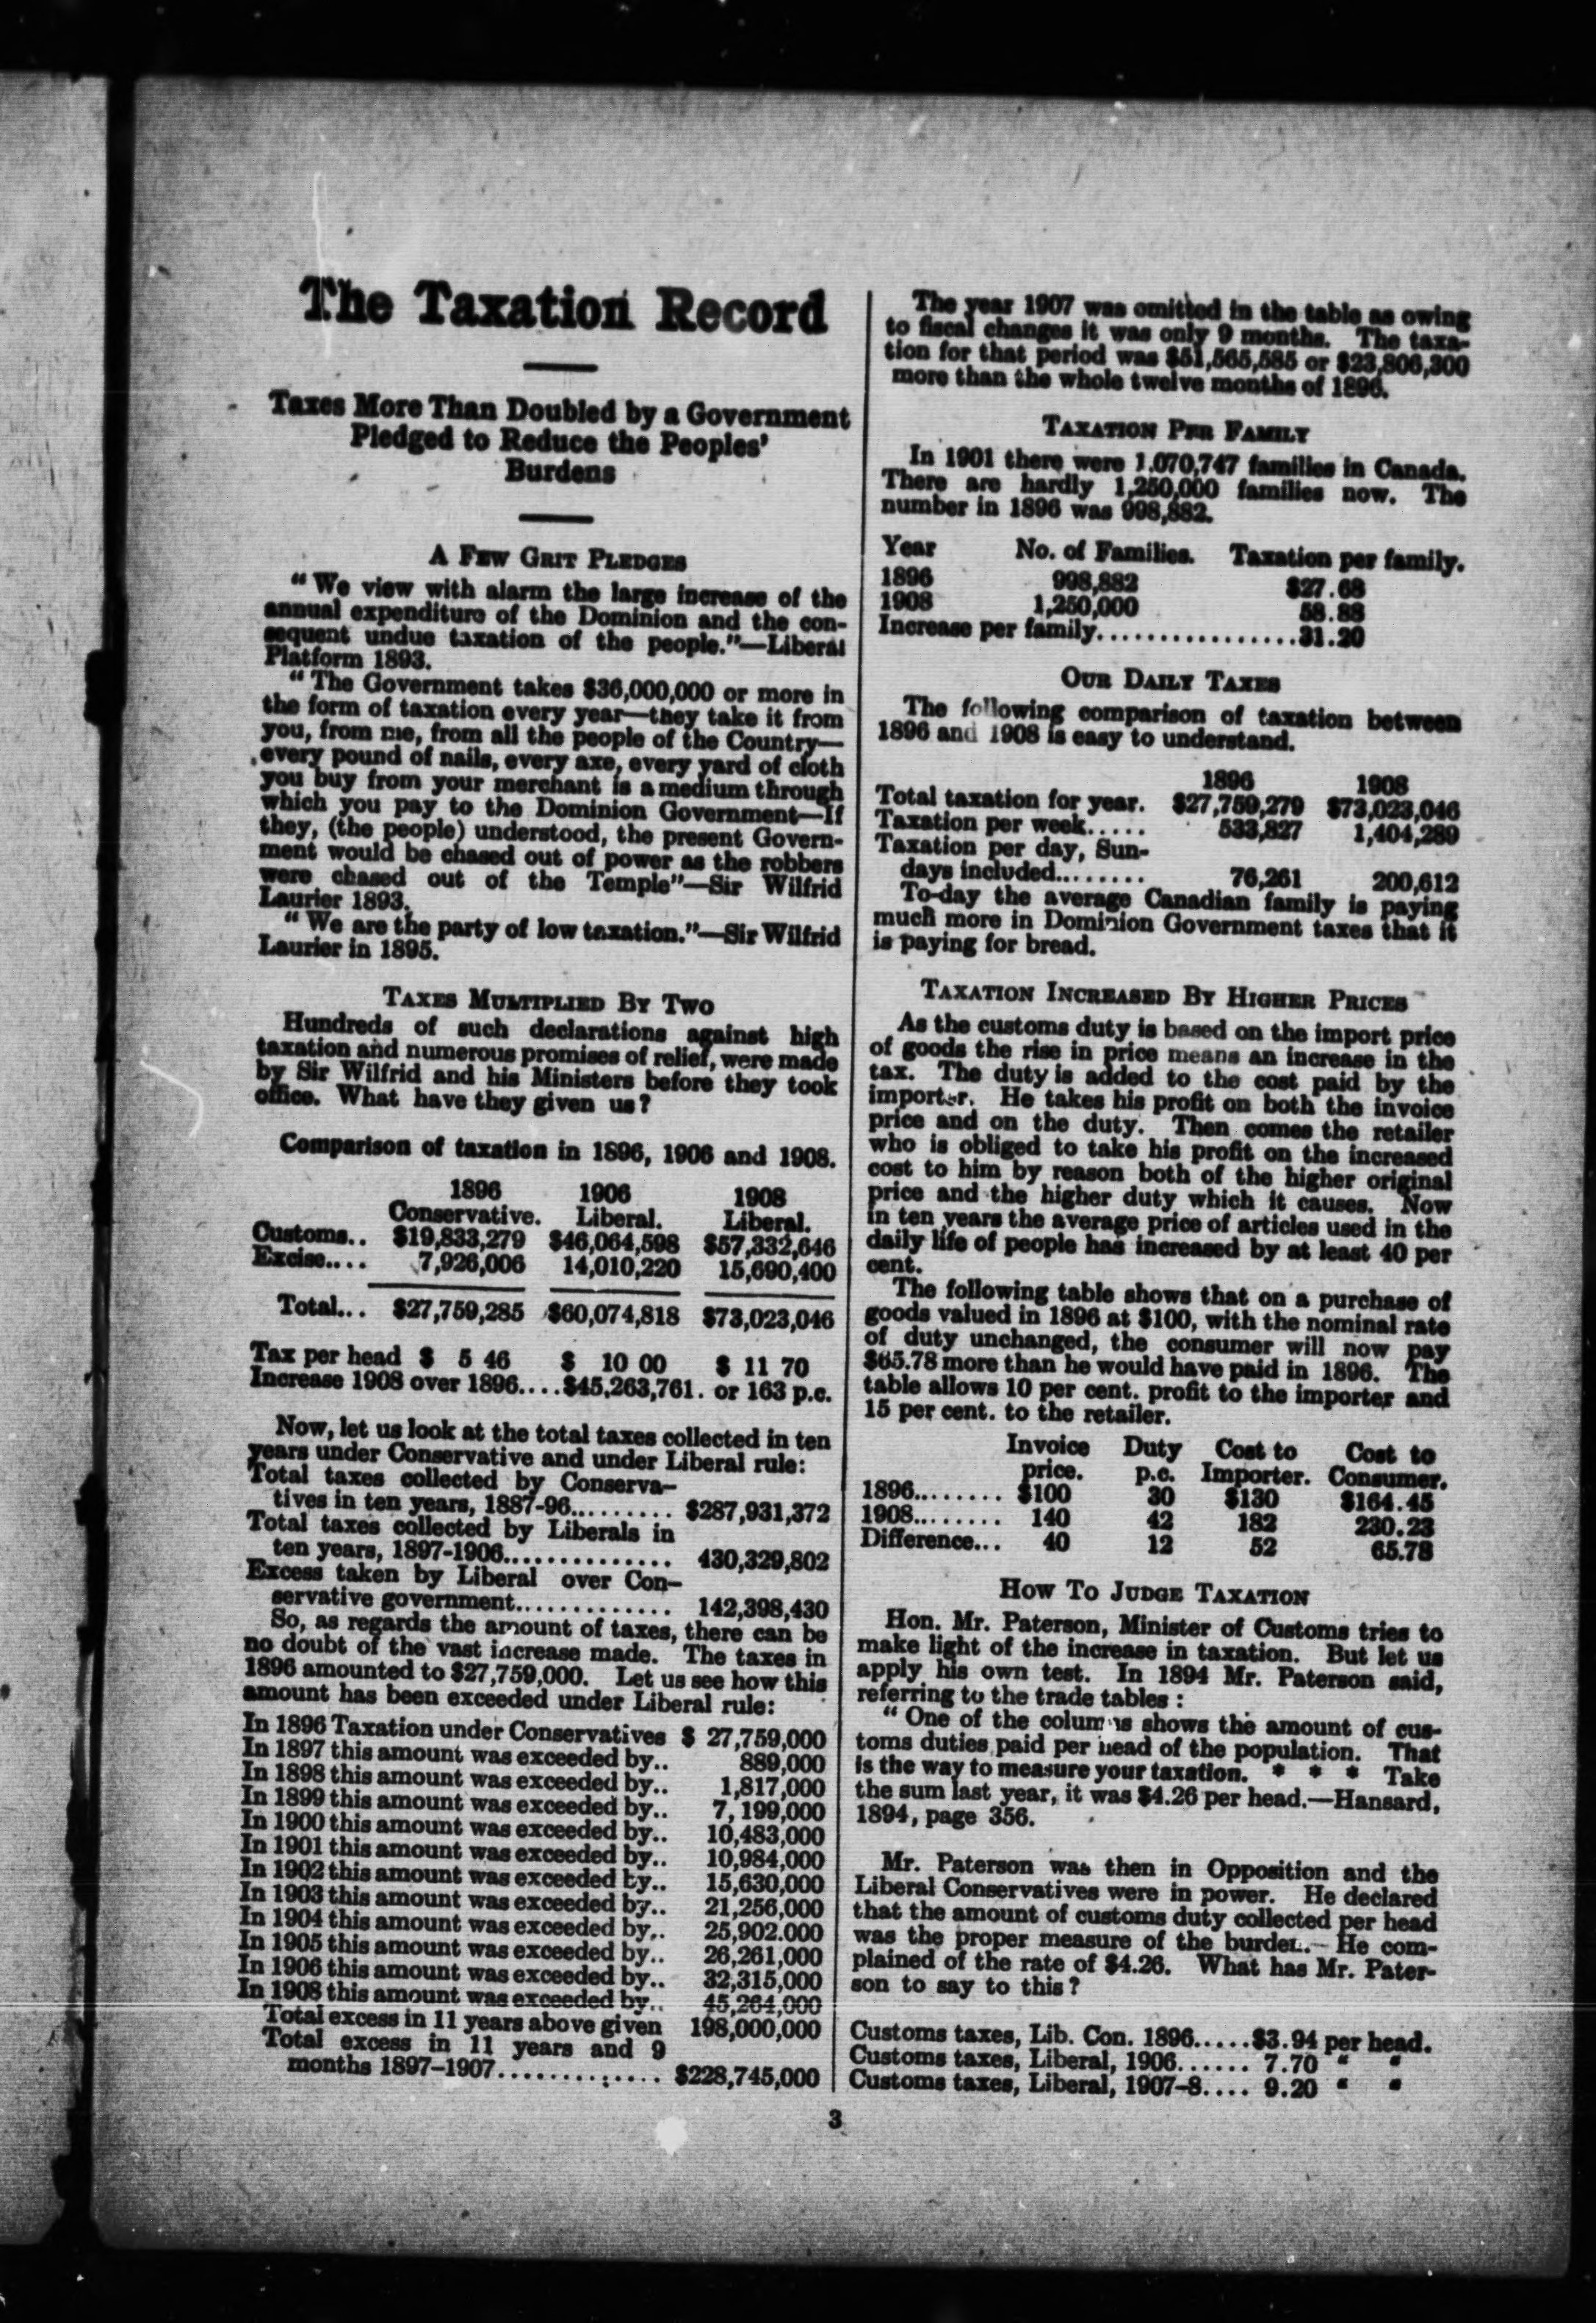 The Taxation Record
Taxes More Than Doubled by a Government
Pledged to Reduce the Peoples'
Burdens
A FEW GRIT PLEDGES
"We view with alarm the large increase of the
annual expenditure of the Dominion and the con-
sequent undue taxation of the people."—Liberal
Platform 1893.
"The Government takes $36,000,000 or more in
the form of taxation every year—they take it from
you, from me, from all the people of the Country—
every pound of nails, every axe, every yard of cloth
you buy from your merchant is a medium through
which you pay to the Dominion Government—If
they, (the people) understood, the present Govern-
ment would be chased out of power as the robbers
were chased out of the Temple"—Sir Wilfrid
Laurier 1893.
"We are the party of low taxation."—Sir Wilfrid
Laurier in 1895.
TAXES MULTIPLIED BY TWO
Hundreds of such declarations against high
taxation and numerous promises of relief, were made
by Sir Wilfrid and his Ministers before they took
office. What have they given us?
Comparison of taxation in 1896, 1906 and 1908.
1896 1906 1908
Conservative. Liberal. Liberal.
Customs.. $19,833,279 $46,064,598 $57,332,646
Excise.... 7,926,006 14,010,220 15,690,400
Total... $27,759,285 $60,074,818 $73,023,046
Tax per head $ 5 46 $ 10 00 $ 11 70
Increase 1908 over 1896....$45,263,761. or 163 p.c.
Now, let us look at the total taxes collected in ten
years under Conservative and under Liberal rule:
Total taxes collected by Conserva-
tives in ten years, 1887-96......... $287,931,372
Total taxes collected by Liberals in
ten years, 1897-1906.............. 430,329,802
Excess taken by Liberal over Con-
servative government............. 142,398,430
So, as regards the amount of taxes, there can be
no doubt of the vast increase made. The taxes in
1896 amounted to $27,759,000. Let us see how this
amount has been exceeded under Liberal rule:
In 1896 Taxation under Conservatives $ 27,759,000
In 1897 this amount was exceeded by.. 889,000
In 1898 this amount was exceeded by.. 1,817,000
In 1899 this amount was exceeded by.. 7,199,000
In 1900 this amount was exceeded by.. 10,483,000
In 1901 this amount was exceeded by.. 10,984,000
In 1902 this amount was exceeded by.. 15,630,000
In 1903 this amount was exceeded by.. 21,256,000
In 1904 this amount was exceeded by.. 25,902.000
In 1905 this amount was exceeded by.. 26,261,000
In 1906 this amount was exceeded by.. 32,315,000
In 1908 this amount was exceeded by.. 45,264,000
Total excess in 11 years above given 198,000,000
Total excess in 11 years and 9
months 1897-1907.............. $228,745,000
The year 1907 was omitted in the table as owing
to fiscal changes it was only 9 months. The taxa-
tion for that period was $51,565,585 or $23,806,300
more than the whole twelve months of 1896.
TAXATION PER FAMILY
In 1901 there were 1,070,747 families in Canada.
There are hardly 1,250,000 families now. The
number in 1896 was 998,882.
Year No. of Families. Taxation per family.
1896 998,882 $27.68
1908 1,250,000 58.88
Increase per family................31.20
OUR DAILY TAXES
The following comparison of taxation between
1896 and 1908 is easy to understand.
1896 1908
Total taxation for year. $27,759,279 $73,023,046
Taxation per week..... 533,827 1,404,289
Taxation per day, Sun-
days included........ 76,261 200,612
To-day the average Canadian family is paying
much more in Dominion Government taxes that it
is paying for bread.
TAXATION INCREASED BY HIGHER PRICES
As the customs duty is based on the import price
of goods the rise in price means an increase in the
tax. The duty is added to the cost paid by the
importer. He takes his profit on both the invoice
price and on the duty. Then comes the retailer
who is obliged to take his profit on the increased
cost to him by reason both of the higher original
price and the higher duty which it causes. Now
in ten years the average price of articles used in the
daily life of people has increased by at least 40 per
cent.
The following table shows that on a purchase of
goods valued in 1896 at $100, with the nominal rate
of duty unchanged, the consumer will now pay
$65.78 more than he would have paid in 1896. The
table allows 10 per cent. profit to the importer and
15 per cent. to the retailer.
Invoice Duty Cost to Cost to
price. p.c. Importer. Consumer.
1896........ $100 30 $130 $164.45
1908........ 140 42 182 230.23
Difference... 40 12 52 65.78
HOW TO JUDGE TAXATION
Hon. Mr. Paterson, Minister of Customs tries to
make light of the increase in taxation. But let us
apply his own test. In 1894 Mr. Paterson said,
referring to the trade tables:
"One of the columns shows the amount of cus-
toms duties paid per head of the population. That
is the way to measure your taxation. * * * Take
the sum last year, it was $4.26 per head.—Hansard,
1894, page 356.
Mr. Paterson was then in Opposition and the
Liberal Conservatives were in power. He declared
that the amount of customs duty collected per head
was the proper measure of the burden.— He com-
plained of the rate of $4.26. What has Mr. Pater-
son to say to this?
Customs taxes, Lib. Con. 1896.....$3.94 per head.
Customs taxes, Liberal, 1906...... 7.70 " "
Customs taxes, Liberal, 1907-8.... 9.20 " "
3